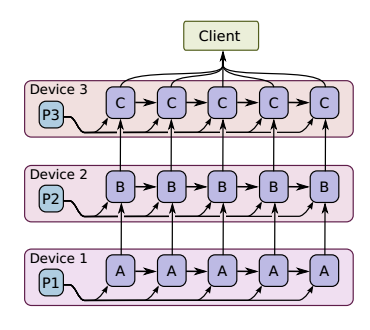 Client
Device 3
P3
C C C C C
Device 2
P2
B B B B B
Device 1
P1
A A A A A